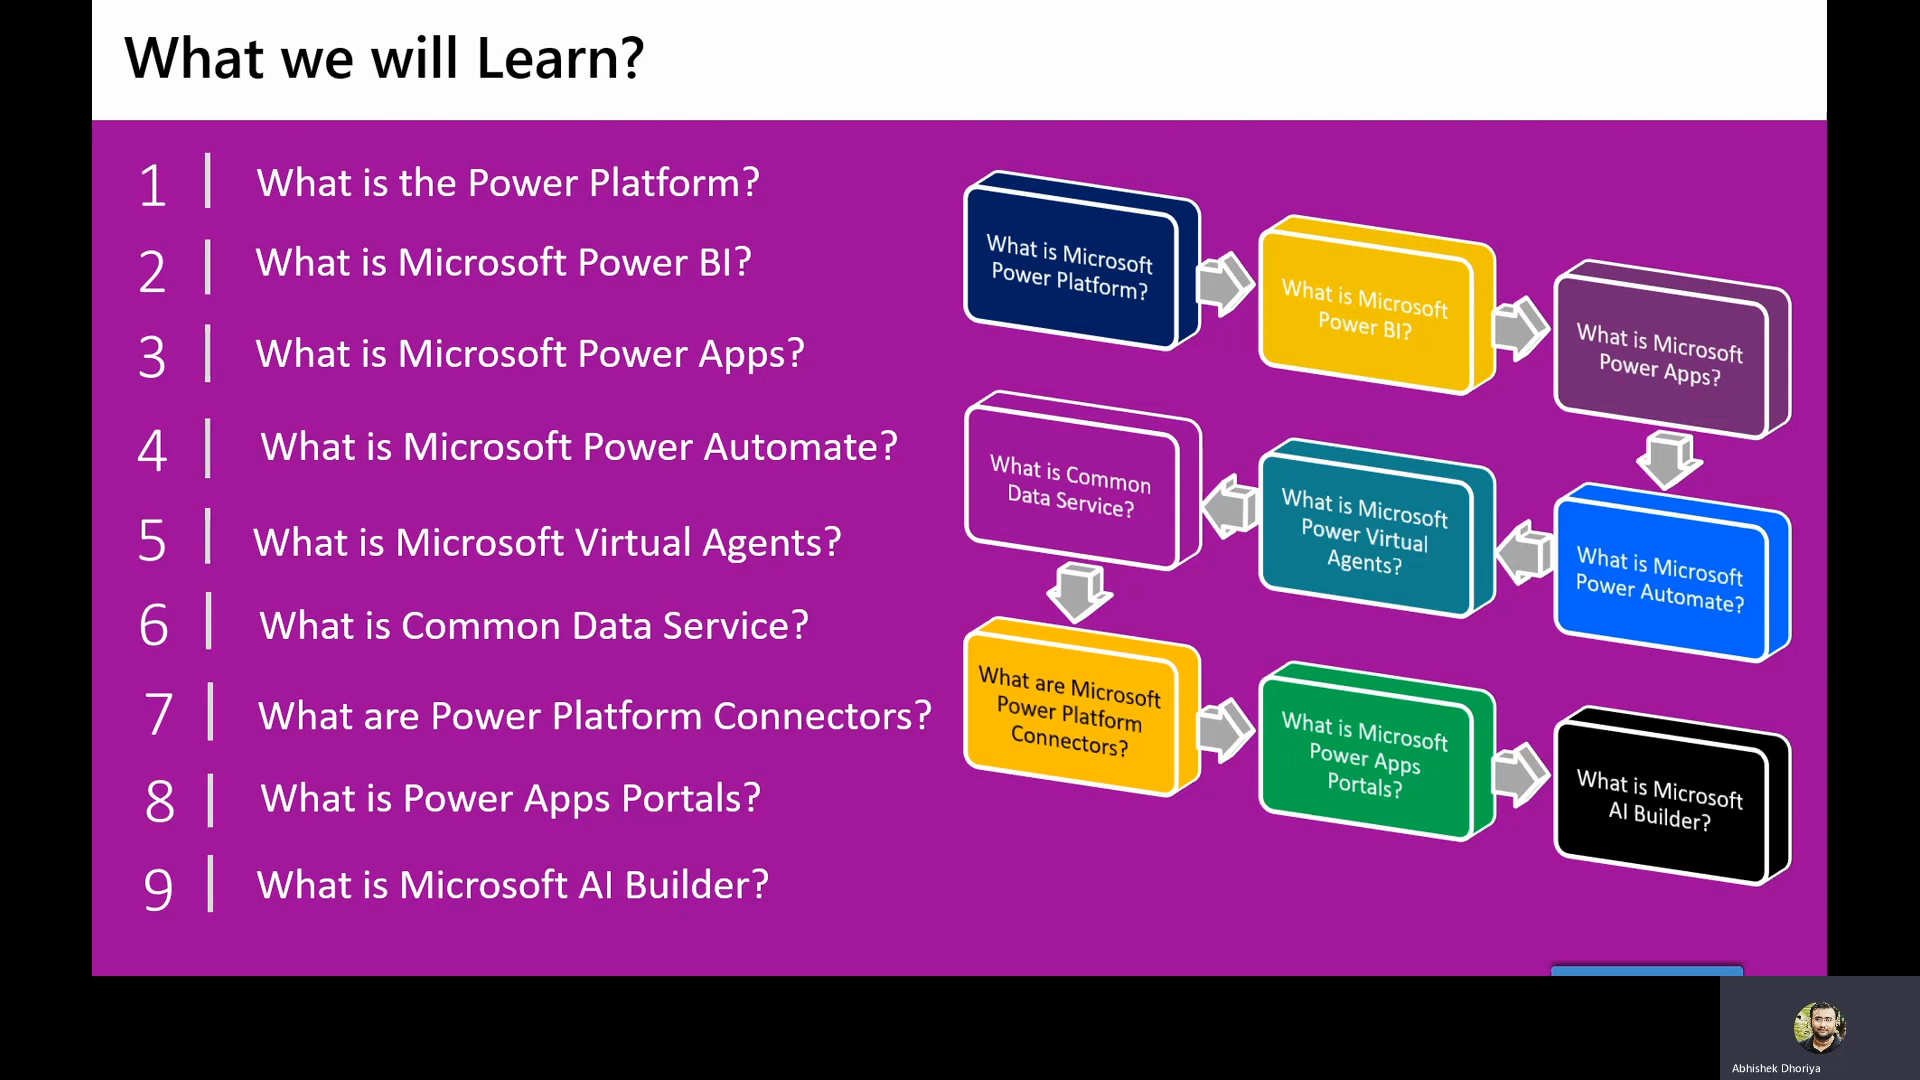 What we will Learn?
1 What is the Power Platform?
2 What is Microsoft Power BI?
3 What is Microsoft Power Apps?
4 What is Microsoft Power Automate?
5 What is Microsoft Virtual Agents?
6 What is Common Data Service?
7 What are Power Platform Connectors?
8 What is Power Apps Portals?
9 What is Microsoft AI Builder?
What is Microsoft
Power Platform?
What is Microsoft
Power BI?
What is Microsoft
Power Apps?
What is Microsoft
Power Automate?
What is Microsoft
Power Virtual
Agents?
What is Common
Data Service?
What are Microsoft
Power Platform
Connectors?
What is Microsoft
Power Apps
Portals?
What is Microsoft
AI Builder?
Abhishek Dhoriya